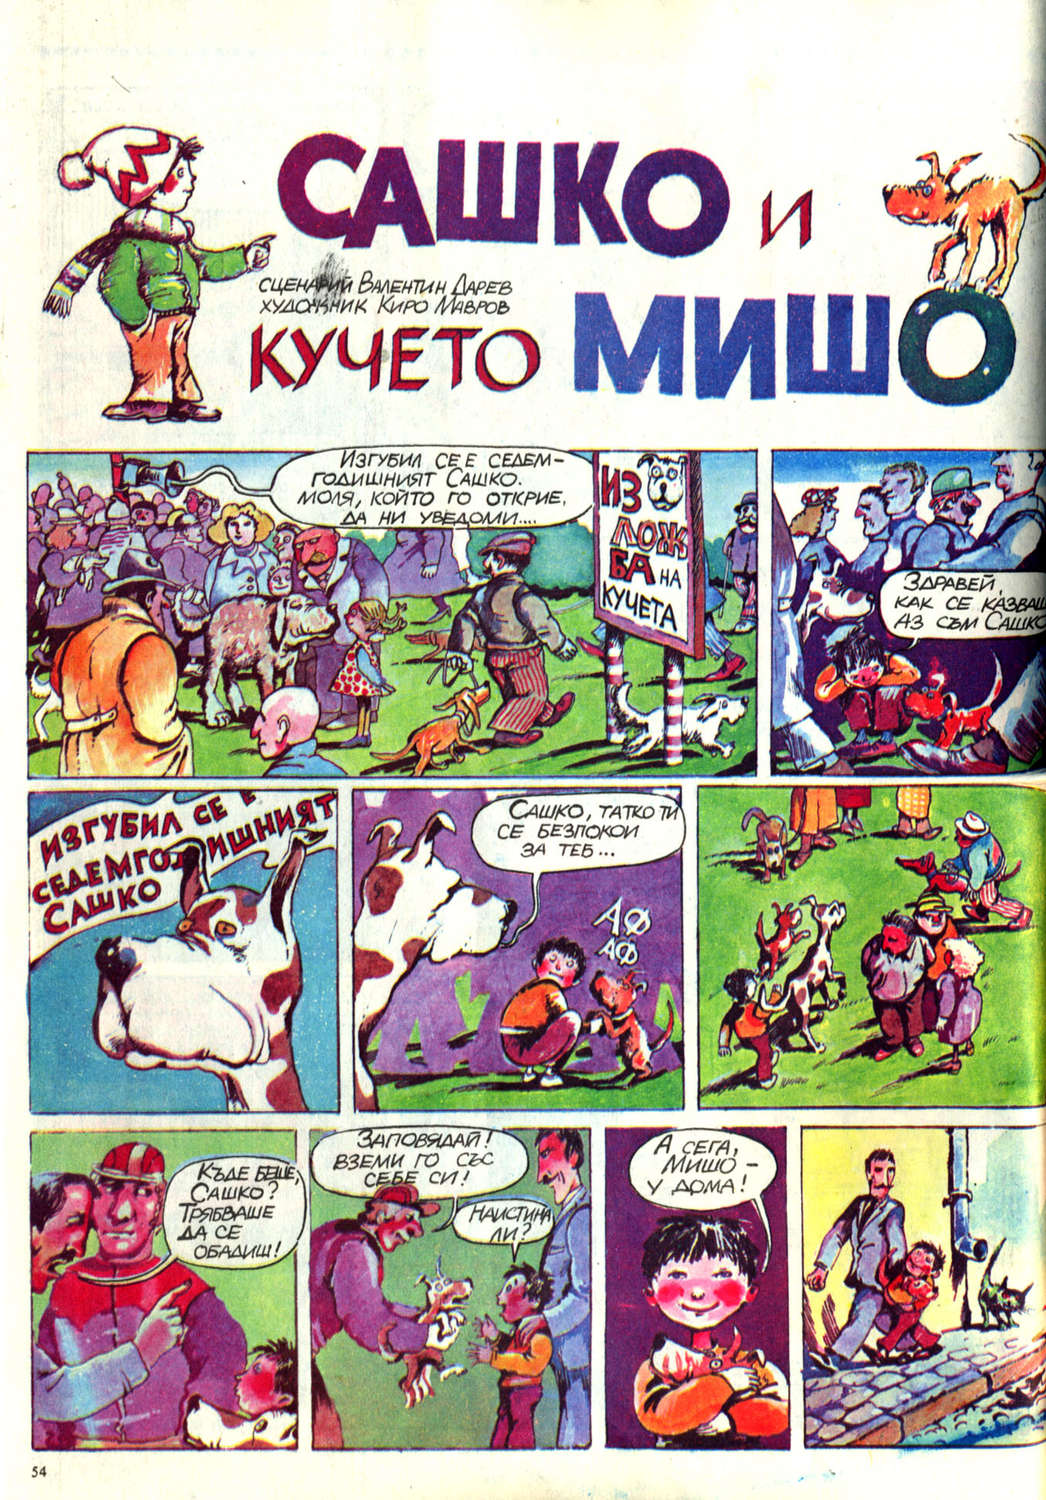 САШКО И
СЦЕНАРИЙ ВАЛЕНТИН ДАРЕВ
ХУДОЖНИК КИРО МАВРОВ
КУЧЕТО МИШО
ИЗГУБИЛ СЕ Е СЕДЕМ-
ГОДИШНИЯТ САШКО.
МОЛЯ, КОЙТО ГО ОТКРИЕ,
ДА НИ УВЕДОМИ....
ИЗ
ЛОЖ
БА НА
КУЧЕТА
ЗДРАВЕЙ,
КАК СЕ КАЗВАШ
АЗ СЪМ САШКО
ИЗГУБИЛ СЕ Е
СЕДЕМГОДИШНИЯТ
САШКО
САШКО, ТАТКО ТИ
СЕ БЕЗПОКОИ
ЗА ТЕБ...
АФ
АФ
КЪДЕ БЕШЕ,
САШКО?
ТРЯБВАШЕ
ДА СЕ
ОБАДИШ!
ЗАПОВЯДАЙ!
ВЗЕМИ ГО СЪС
СЕБЕ СИ!
НАИСТИНА
ЛИ?
А СЕГА,
МИШО –
У ДОМА!
54